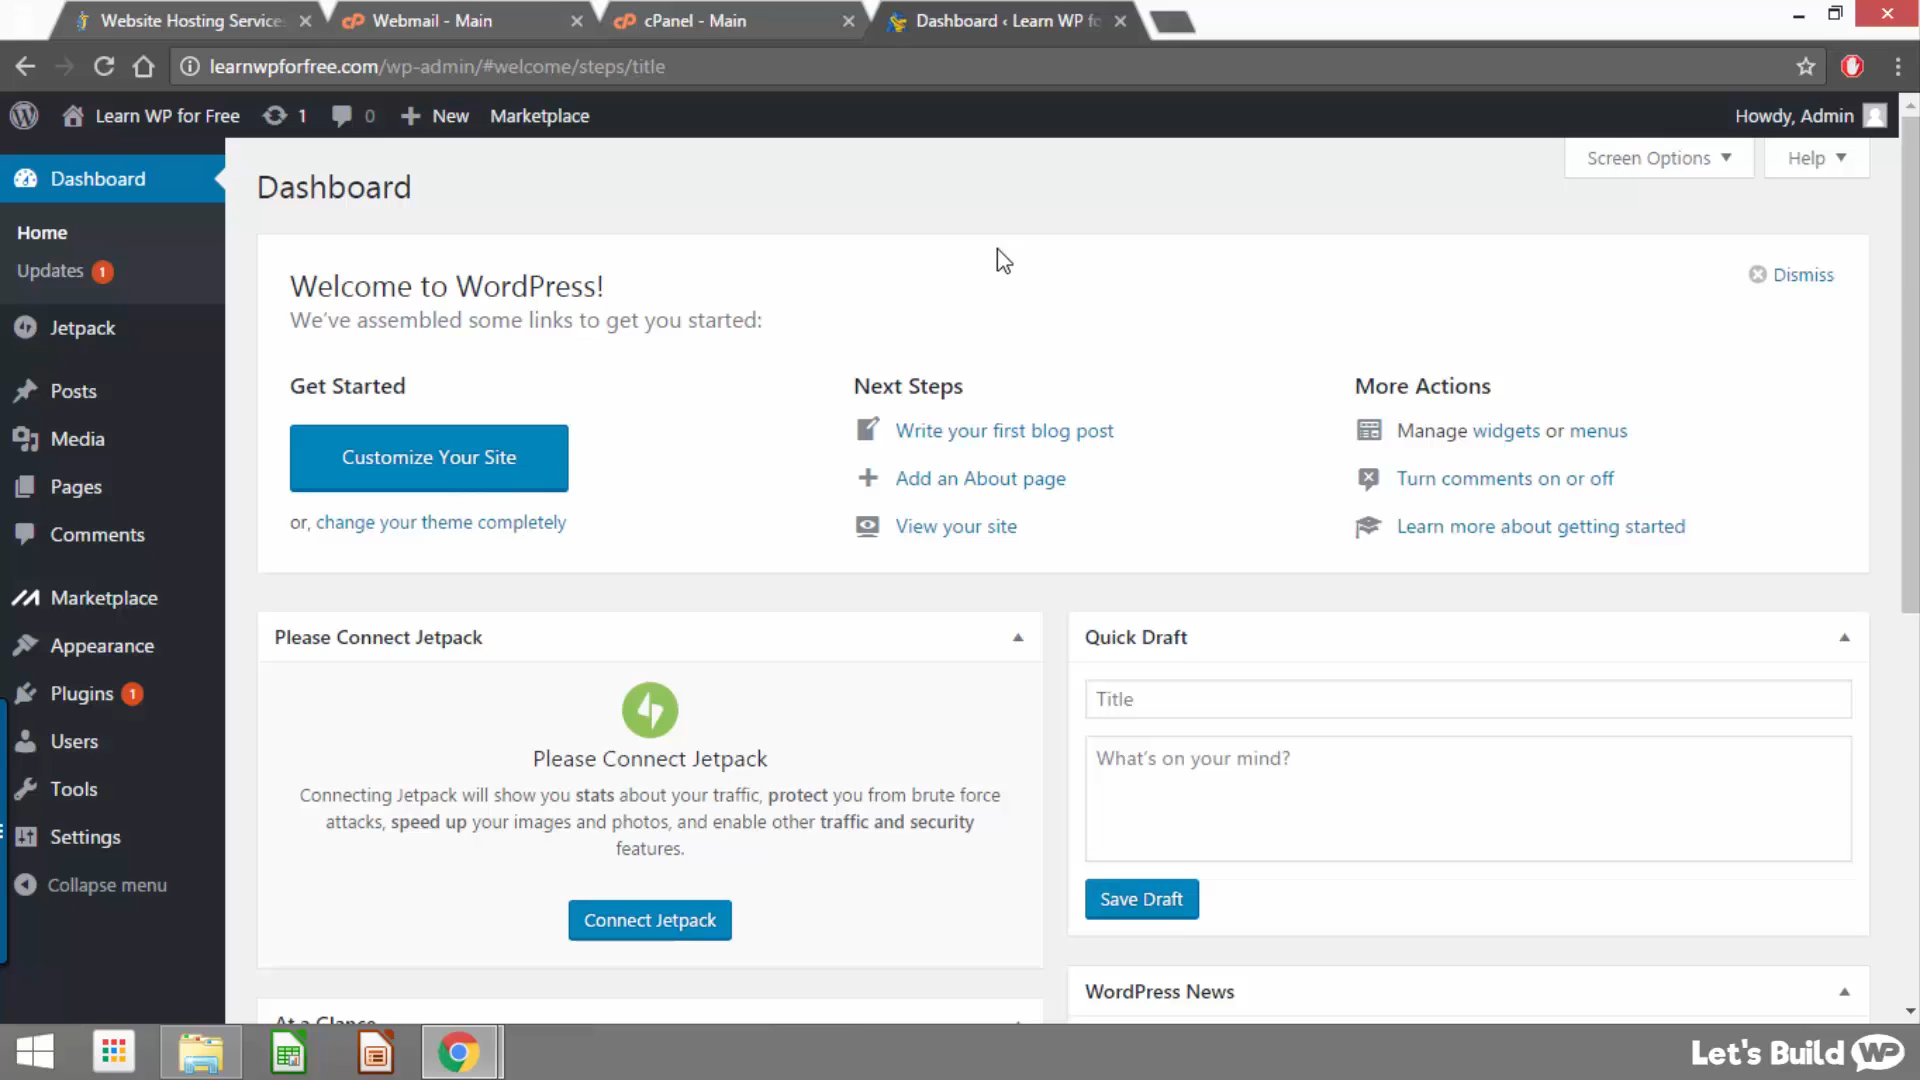 Website Hosting Service
Webmail - Main
cPanel - Main
Dashboard ‹ Learn WP fo
learnwpforfree.com/wp-admin/#welcome/steps/title
Learn WP for Free
1
0
New
Marketplace
Howdy, Admin
Dashboard
Home
Updates 1
Jetpack
Posts
Media
Pages
Comments
Marketplace
Appearance
Plugins 1
Users
Tools
Settings
Collapse menu
Screen Options
Help
Dashboard
Welcome to WordPress!
We've assembled some links to get you started:
Dismiss
Get Started
Customize Your Site
or, change your theme completely
Next Steps
Write your first blog post
Add an About page
View your site
More Actions
Manage widgets or menus
Turn comments on or off
Learn more about getting started
Please Connect Jetpack
Please Connect Jetpack
Connecting Jetpack will show you stats about your traffic, protect you from brute force
attacks, speed up your images and photos, and enable other traffic and security
features.
Connect Jetpack
At a Glance
Quick Draft
Title
What's on your mind?
Save Draft
WordPress News
Let's Build WP